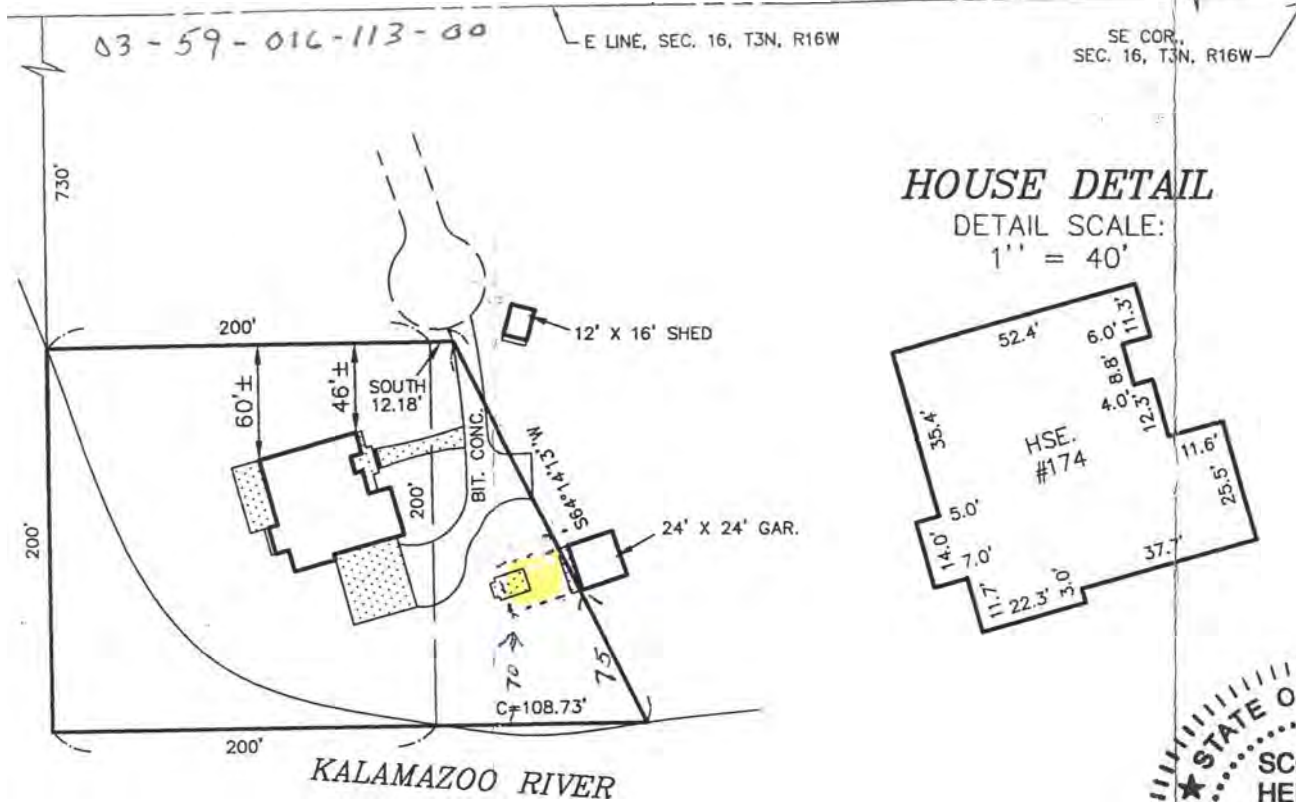 03-59-016-113-00
E LINE, SEC. 16, T3N, R16W
SE COR.,
SEC. 16, T3N, R16W
730'
HOUSE DETAIL
DETAIL SCALE:
1'' = 40'
200'
12' X 16' SHED
60'±
46'±
SOUTH
12.18'
BIT. CONC.
S64°14'13"W
200'
200'
24' X 24' GAR.
70
75
C=108.73'
200'
KALAMAZOO RIVER
52.4'
11.3'
6.0'
8.8'
4.0'
12.3'
35.4'
HSE.
#174
11.6'
25.5'
5.0'
14.0'
7.0'
37.7'
11.7'
22.3'
3.0'
STATE O
SC
HE